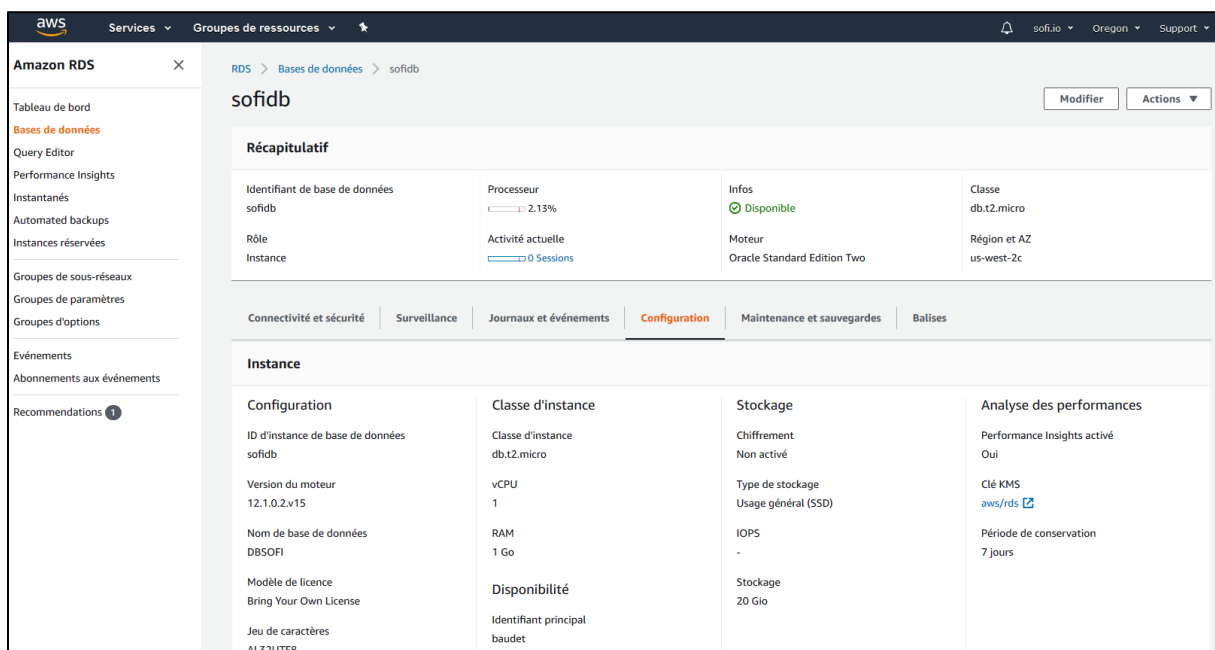 aws
Services
Groupes de ressources
sofi.io
Oregon
Support
Amazon RDS
Tableau de bord
Bases de données
Query Editor
Performance Insights
Instantanés
Automated backups
Instances réservées
Groupes de sous-réseaux
Groupes de paramètres
Groupes d'options
Evénements
Abonnements aux événements
Recommendations 1
RDS > Bases de données > sofidb
sofidb
Modifier
Actions
Récapitulatif
Identifiant de base de données
sofidb
Processeur
2.13%
Infos
Disponible
Classe
db.t2.micro
Rôle
Instance
Activité actuelle
0 Sessions
Moteur
Oracle Standard Edition Two
Région et AZ
us-west-2c
Connectivité et sécurité
Surveillance
Journaux et événements
Configuration
Maintenance et sauvegardes
Balises
Instance
Configuration
ID d'instance de base de données
sofidb
Version du moteur
12.1.0.2.v15
Nom de base de données
DBSOFI
Modèle de licence
Bring Your Own License
Jeu de caractères
AL32UTF8
Classe d'instance
Classe d'instance
db.t2.micro
vCPU
1
RAM
1 Go
Disponibilité
Identifiant principal
baudet
Stockage
Chiffrement
Non activé
Type de stockage
Usage général (SSD)
IOPS
-
Stockage
20 Gio
Analyse des performances
Performance Insights activé
Oui
Clé KMS
aws/rds
Période de conservation
7 jours